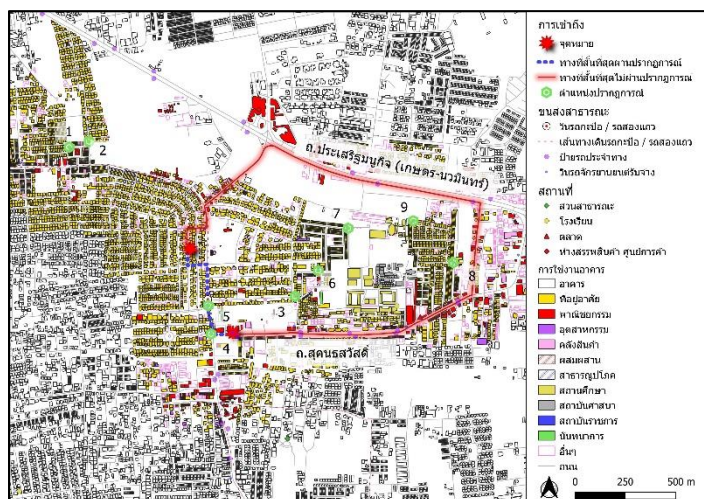 1
2
ถ.ประเสริฐมนูกิจ (เกษตร-นวมินทร์)
7
9
6
8
3
5
4
ถ.สุคนธสวัสดิ์
การเข้าถึง
จุดหมาย
ทางที่สั้นที่สุดตามปรากฏการณ์
ทางที่สั้นที่สุดไม่ผ่านปรากฏการณ์
ตำแหน่งปรากฏการณ์
ขนส่งสาธารณะ
วินรถกะป๊อ / รถสองแถว
เส้นทางเดินรถกะป๊อ / รถสองแถว
ป้ายรถประจำทาง
วินรถจักรยานยนต์รับจ้าง
สถานที่
สวนสาธารณะ
โรงเรียน
ตลาด
ห้างสรรพสินค้า ศูนย์การค้า
การใช้งานอาคาร
อาคาร
ที่อยู่อาศัย
พาณิชยกรรม
อุตสาหกรรม
คลังสินค้า
ผสมผสาน
สาธารณูปโภค
สถานศึกษา
สถาบันศาสนา
สถาบันราชการ
นันทนาการ
อื่นๆ
ถนน
0 250 500 m